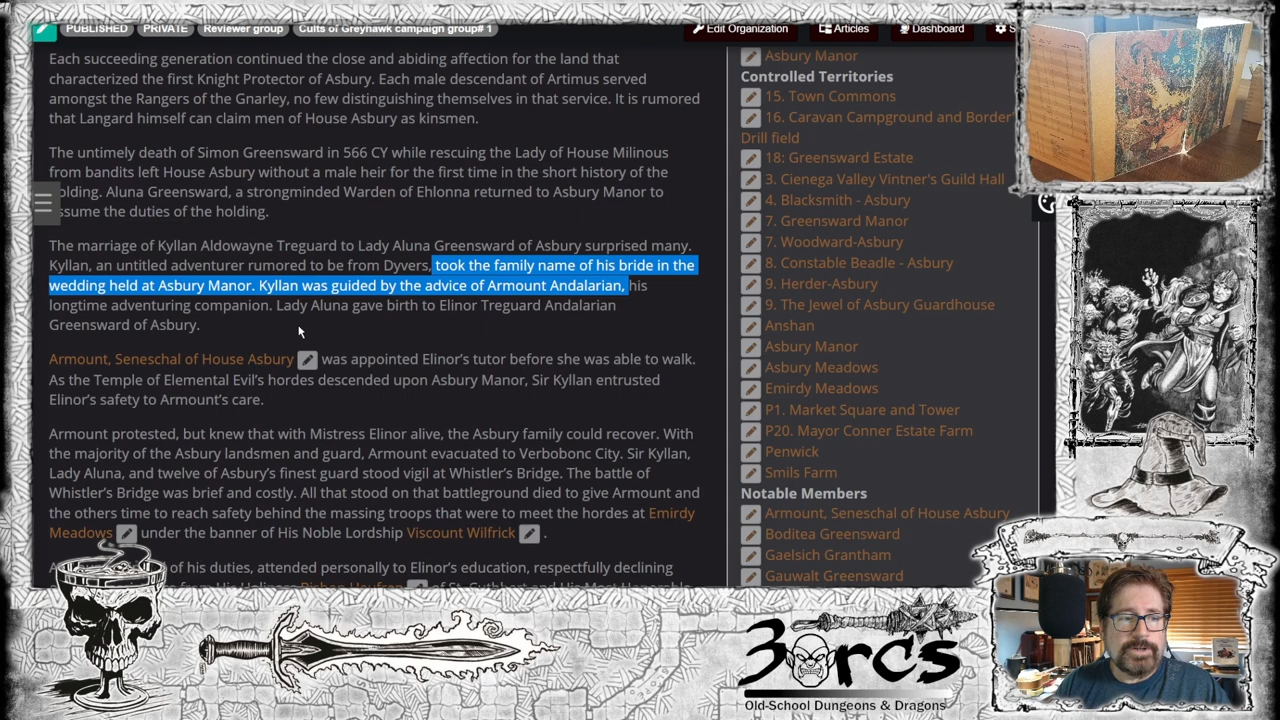 PUBLISHED PRIVATE Reviewer group Cults of Greyhawk campaign group# 1
Edit Organization Articles Dashboard S
Each succeeding generation continued the close and abiding affection for the land that
characterized the first Knight Protector of Asbury. Each male descendant of Artimus served
amongst the Rangers of the Gnarley, no few distinguishing themselves in that service. It is rumored
that Langard himself can claim men of House Asbury as kinsmen.
The untimely death of Simon Greensward in 566 CY while rescuing the Lady of House Milinous
from bandits left House Asbury without a male heir for the first time in the short history of the
olding. Aluna Greensward, a strongminded Warden of Ehlonna returned to Asbury Manor to
ssume the duties of the holding.
The marriage of Kyllan Aldowayne Treguard to Lady Aluna Greensward of Asbury surprised many.
Kyllan, an untitled adventurer rumored to be from Dyvers, took the family name of his bride in the
wedding held at Asbury Manor. Kyllan was guided by the advice of Armount Andalarian, his
longtime adventuring companion. Lady Aluna gave birth to Elinor Treguard Andalarian
Greensward of Asbury.
Armount, Seneschal of House Asbury was appointed Elinor's tutor before she was able to walk.
As the Temple of Elemental Evil's hordes descended upon Asbury Manor, Sir Kyllan entrusted
Elinor's safety to Armount's care.
Armount protested, but knew that with Mistress Elinor alive, the Asbury family could recover. With
the majority of the Asbury landsmen and guard, Armount evacuated to Verbobonc City. Sir Kyllan,
Lady Aluna, and twelve of Asbury's finest guard stood vigil at Whistler's Bridge. The battle of
Whistler's Bridge was brief and costly. All that stood on that battleground died to give Armount and
the others time to reach safety behind the massing troops that were to meet the hordes at Emirdy
Meadows under the banner of His Noble Lordship Viscount Wilfrick .
of his duties, attended personally to Elinor's education, respectfully declining
Asbury Manor
Controlled Territories
15. Town Commons
16. Caravan Campground and Border
Drill field
18: Greensward Estate
3. Cienega Valley Vintner's Guild Hall
4. Blacksmith - Asbury
7. Greensward Manor
7. Woodward-Asbury
8. Constable Beadle - Asbury
9. Herder-Asbury
9. The Jewel of Asbury Guardhouse
Anshan
Asbury Manor
Asbury Meadows
Emirdy Meadows
P1. Market Square and Tower
P20. Mayor Conner Estate Farm
Penwick
Smils Farm
Notable Members
Armount, Seneschal of House Asbury
Boditea Greensward
Gaelsich Grantham
Gauwalt Greensward
3 orcs
Old-School Dungeons & Dragons